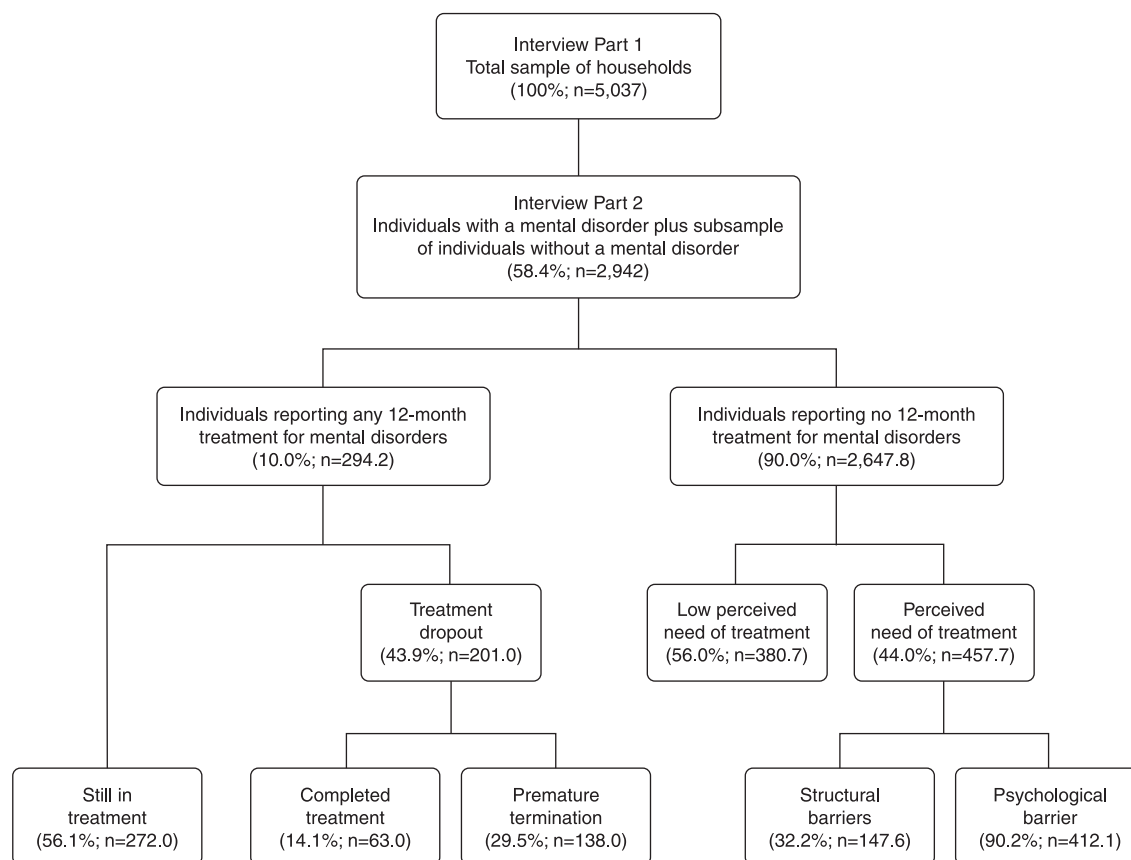 Interview Part 1
Total sample of households
(100%; n=5,037)
Interview Part 2
Individuals with a mental disorder plus subsample
of individuals without a mental disorder
(58.4%; n=2,942)
Individuals reporting any 12-month
treatment for mental disorders
(10.0%; n=294.2)
Individuals reporting no 12-month
treatment for mental disorders
(90.0%; n=2,647.8)
Treatment
dropout
(43.9%; n=201.0)
Low perceived
need of treatment
(56.0%; n=380.7)
Perceived
need of treatment
(44.0%; n=457.7)
Still in
treatment
(56.1%; n=272.0)
Completed
treatment
(14.1%; n=63.0)
Premature
termination
(29.5%; n=138.0)
Structural
barriers
(32.2%; n=147.6)
Psychological
barrier
(90.2%; n=412.1)